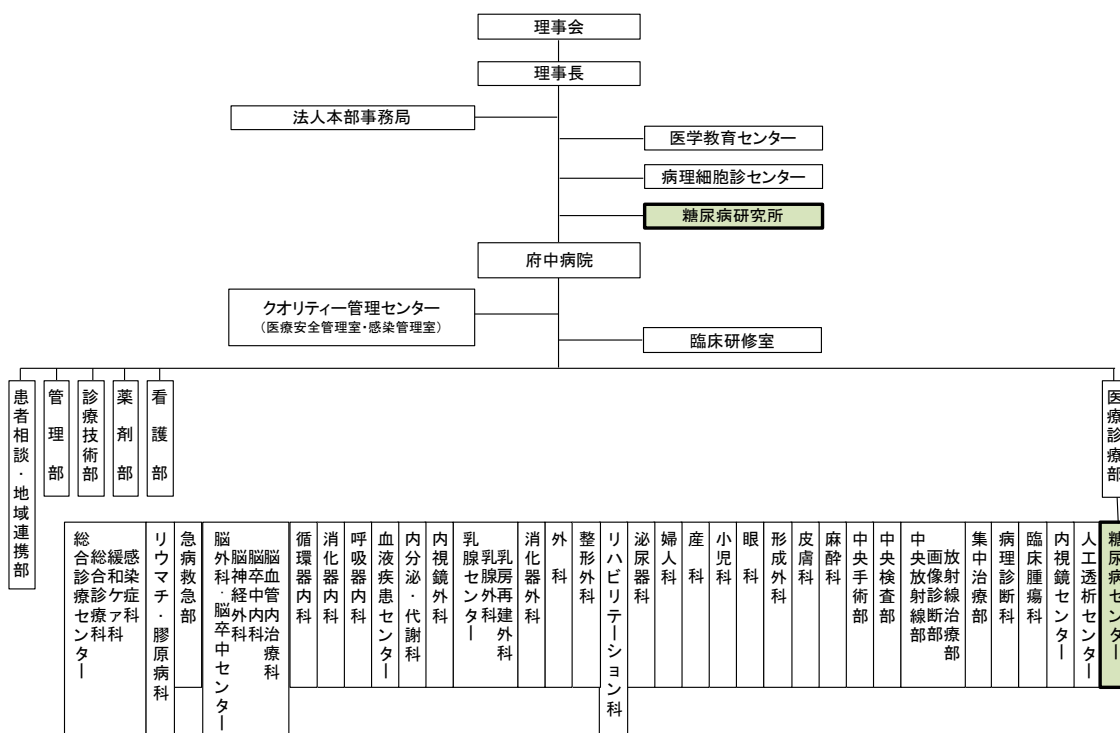 理事会
理事長
法人本部事務局
医学教育センター
病理細胞診センター
糖尿病研究所
府中病院
クオリティー管理センター
(医療安全管理室・感染管理室)
臨床研修室
患者相談・地域連携部
管理部
診療技術部
薬剤部
看護部
医療診療部
総合診療センター
総合診療科
緩和ケア科
感染症科
リウマチ・膠原病科
急病救急部
脳外科・脳卒中センター
脳神経外科
脳卒中内科
脳血管内治療科
循環器内科
消化器内科
呼吸器内科
血液疾患センター
内分泌・代謝科
内視鏡外科
乳腺センター
乳腺外科
乳房再建外科
消化器外科
外科
整形外科
リハビリテーション科
泌尿器科
婦人科
産科
小児科
眼科
形成外科
皮膚科
麻酔科
中央手術部
中央検査部
中央放射線部
画像診断部
放射線治療部
集中治療部
病理診断科
臨床腫瘍科
内視鏡センター
人工透析センター
糖尿病センター